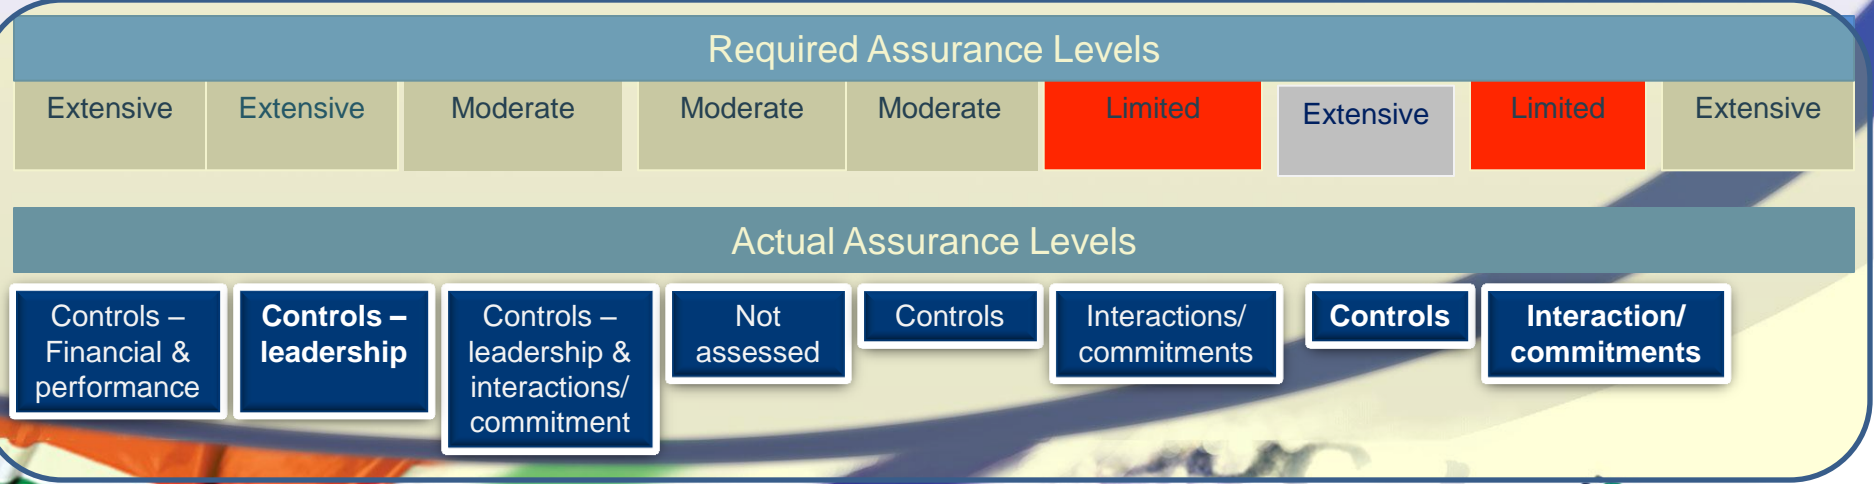 Required Assurance Levels
Extensive Extensive Moderate Moderate Moderate Limited Extensive Limited Extensive
Actual Assurance Levels
Controls –
Financial &
performance
Controls –
leadership
Controls –
leadership &
interactions/
commitment
Not
assessed
Controls
Interactions/
commitments
Controls
Interaction/
commitments